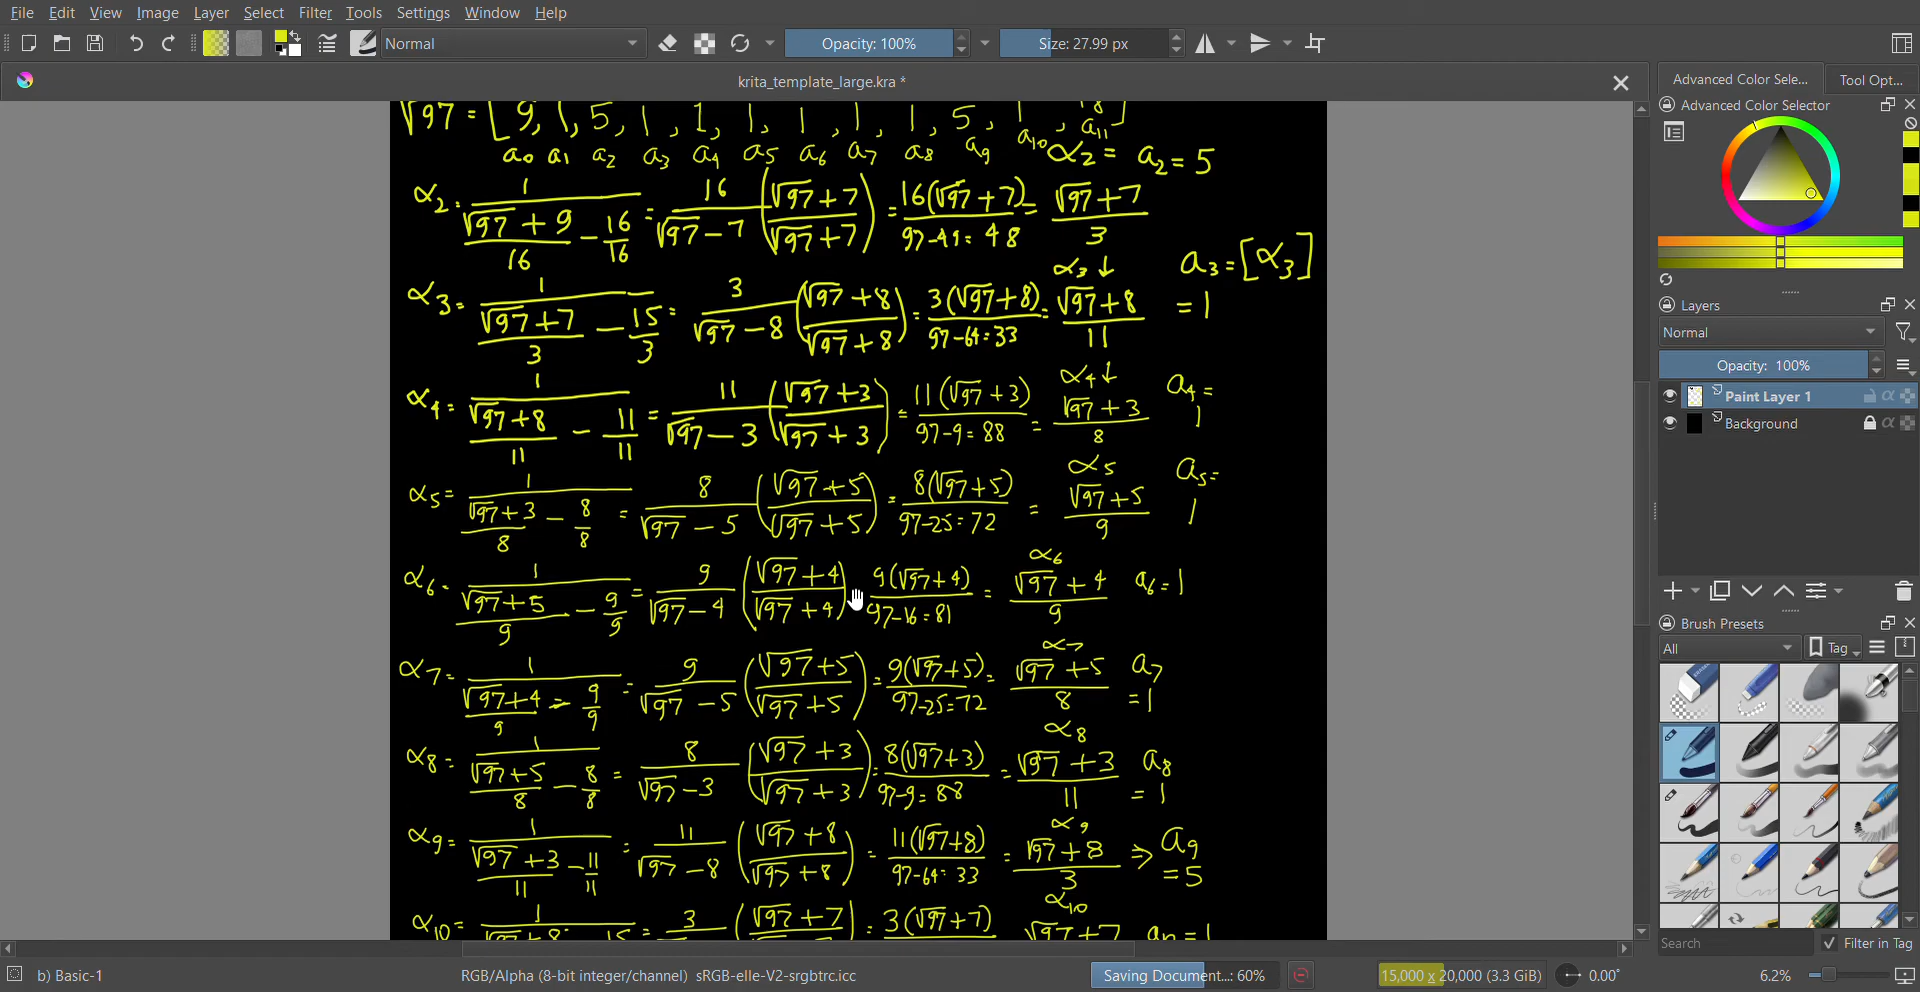 File Edit View Image Layer Select Filter Tools Settings Window Help
Normal Opacity: 100% Size: 27.99 px
krita_template_large.kra *
Advanced Color Sele... Tool Opt...
Advanced Color Selector
√97 = [9, 1, 5, 1, 1, 1, 1, 1, 1, 5, 1, 18]
a0 a1 a2 a3 a4 a5 a6 a7 a8 a9 a10 a11
α2 = a2 = 5
α2 = 1/((√97+9)/16 − 16/16) = 16/(√97−7) ((√97+7)/(√97+7)) = 16(√97+7)/(97-49=48) = (√97+7)/3
α3 = 1/((√97+7)/3 − 15/3) = 3/(√97−8) ((√97+8)/(√97+8)) = 3(√97+8)/(97-64=33) = α3↓ (√97+8)/11 a3=[α3] = 1
α4 = 1/((√97+8)/11 − 11/11) = 11/(√97−3) ((√97+3)/(√97+3)) = 11(√97+3)/(97-9=88) = α4↓ (√97+3)/8 a4= 1
α5 = 1/((√97+3)/8 − 8/8) = 8/(√97−5) ((√97+5)/(√97+5)) = 8(√97+5)/(97-25=72) = α5 (√97+5)/9 a5= 1
α6 = 1/((√97+5)/9 − 9/9) = 9/(√97−4) ((√97+4)/(√97+4)) 9(√97+4)/(97-16=81) = α6 (√97+4)/9 a6=1
α7 = 1/((√97+4)/9 − 9/9) = 9/(√97−5) ((√97+5)/(√97+5)) = 9(√97+5)/(97-25=72) = α7 (√97+5)/8 a7 =1
α8 = 1/((√97+5)/8 − 8/8) = 8/(√97−3) ((√97+3)/(√97+3)) = 8(√97+3)/(97-9=88) = α8 (√97+3)/11 a8 = 1
α9 = 1/((√97+3)/11 − 11/11) = 11/(√97−8) ((√97+8)/(√97+8)) = 11(√97+8)/(97-64=33) = α9 (√97+8)/3 ⇒ a9 =5
α10 = 1/(√97+8 − 15 = 3 (√97+7) = 3(√97+7) α10 √97+7 =1
Layers
Normal
Opacity: 100%
Paint Layer 1
Background
Brush Presets
All Tag
Search Filter in Tag
b) Basic-1 RGB/Alpha (8-bit integer/channel) sRGB-elle-V2-srgbtrc.icc Saving Document...: 60% 15,000 x 20,000 (3.3 GiB) 0.00° 6.2%